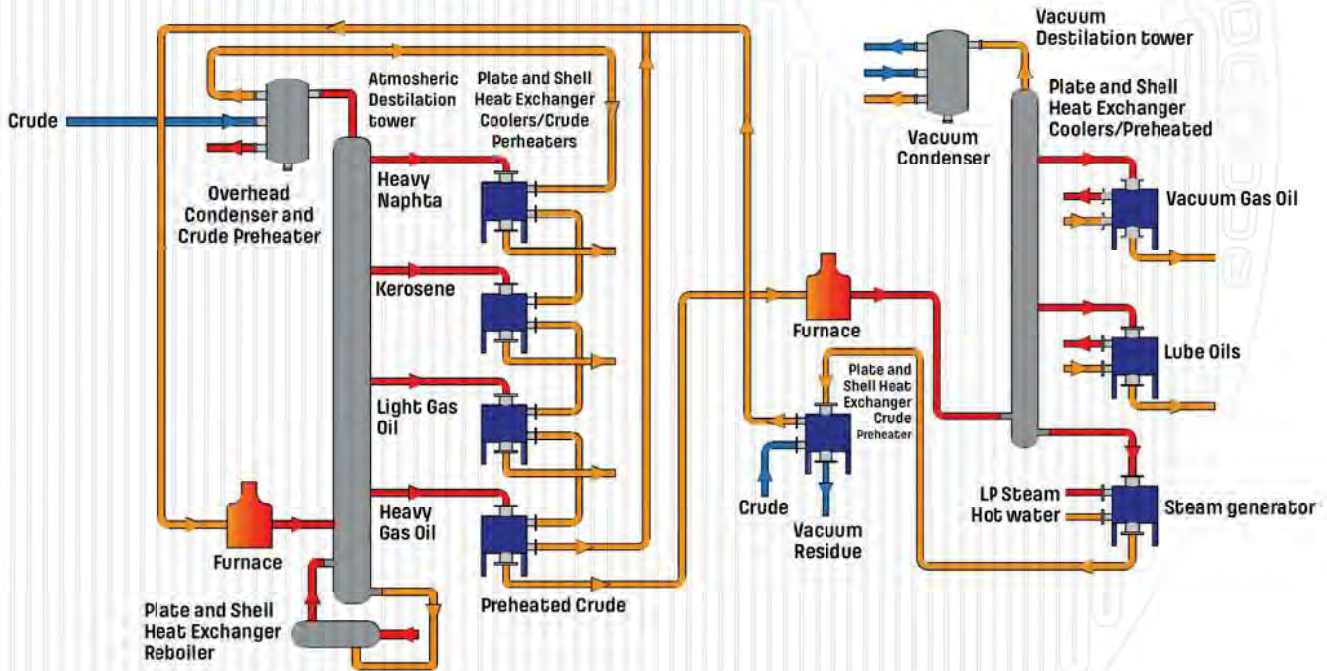 Crude
Overhead
Condenser and
Crude Preheater
Atmosheric
Destilation
tower
Plate and Shell
Heat Exchanger
Coolers/Crude
Perheaters
Heavy
Naphta
Kerosene
Light Gas
Oil
Heavy
Gas Oil
Furnace
Plate and Shell
Heat Exchanger
Reboiler
Preheated Crude
Furnace
Plate and
Shell Heat
Exchanger
Crude
Preheater
Crude
Vacuum
Residue
Vacuum
Condenser
Vacuum
Destilation tower
Plate and Shell
Heat Exchanger
Coolers/Preheated
Vacuum Gas Oil
Lube Oils
LP Steam
Hot water
Steam generator